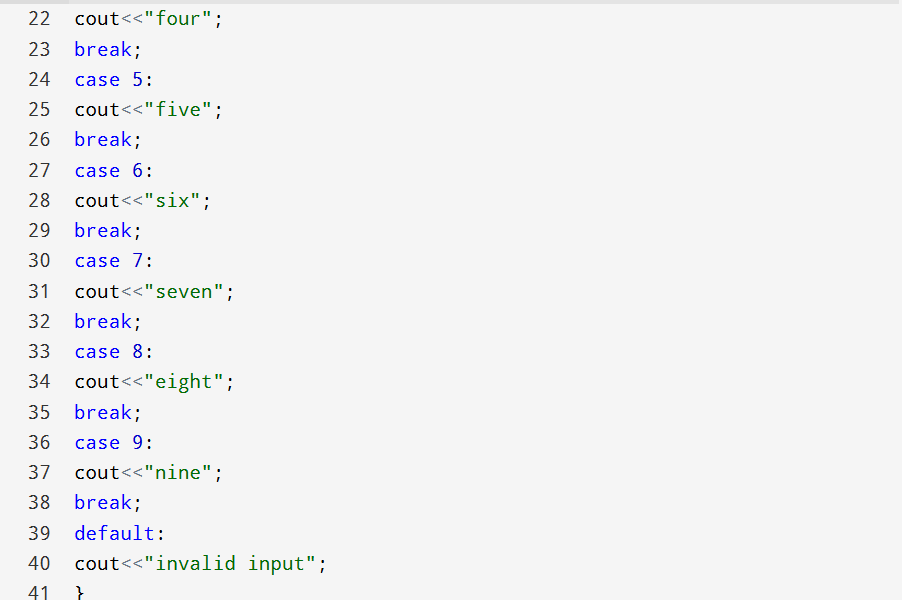 22 cout<<"four";
23 break;
24 case 5:
25 cout<<"five";
26 break;
27 case 6:
28 cout<<"six";
29 break;
30 case 7:
31 cout<<"seven";
32 break;
33 case 8:
34 cout<<"eight";
35 break;
36 case 9:
37 cout<<"nine";
38 break;
39 default:
40 cout<<"invalid input";
41 }